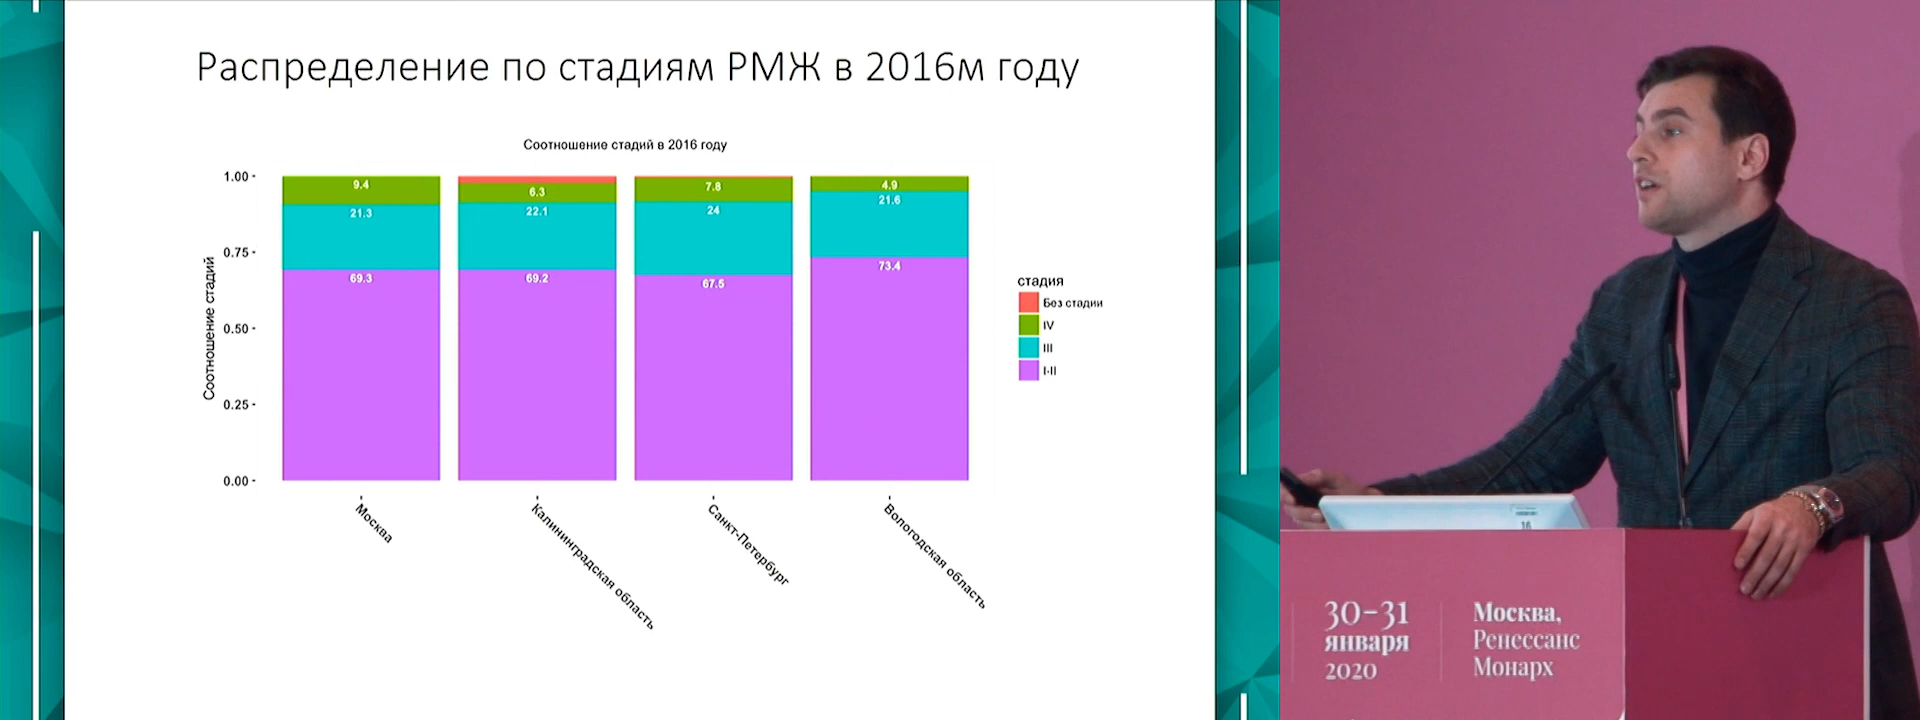 Распределение по стадиям РМЖ в 2016м году
Соотношение стадий в 2016 году
Соотношение стадий
1.00
0.75
0.50
0.25
0.00
9.4
21.3
69.3
6.3
22.1
69.2
7.8
24
67.5
4.9
21.6
73.4
Москва
Калининградская область
Санкт-Петербург
Вологодская область
стадия
Без стадии
IV
III
I-II
16
30-31
января
2020
Москва,
Ренессанс
Монарх